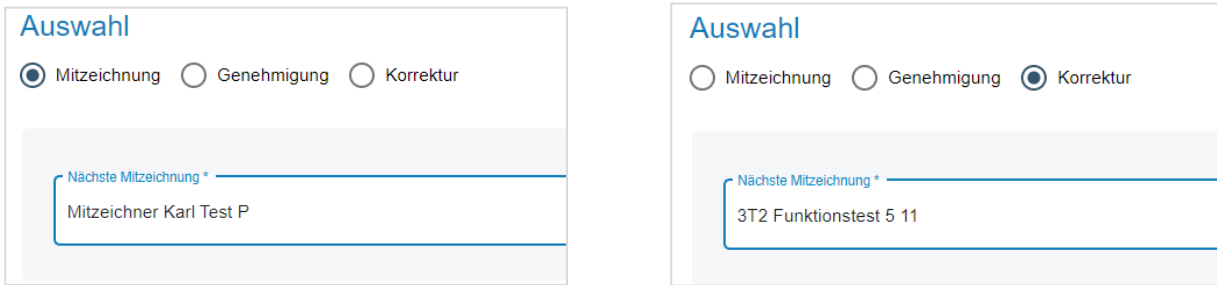 Auswahl
Mitzeichnung Genehmigung Korrektur
Nächste Mitzeichnung *
Mitzeichner Karl Test P
Auswahl
Mitzeichnung Genehmigung Korrektur
Nächste Mitzeichnung *
3T2 Funktionstest 5 11